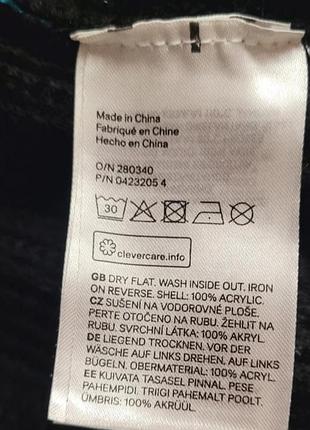 Made in China
Fabriqué en Chine
Hecho en China
O/N 280340
P/N 0423205 4
30
clevercare.info
GB DRY FLAT. WASH INSIDE OUT. IRON
ON REVERSE. SHELL: 100% ACRYLIC.
CZ SUŠENÍ NA VODOROVNÉ PLOŠE.
PERTE OTOČENÉ NA RUBU. ŽEHLIT NA
RUBU. SVRCHNÍ LÁTKA: 100% AKRYL.
DE LIEGEND TROCKNEN. VOR DER
WÄSCHE AUF LINKS DREHEN. AUF LINKS
BÜGELN. OBERMATERIAL: 100% ACRYL.
EE KUIVATA TASASEL PINNAL. PESE
PAHEMPIDI. TRIIGI PAHEMALT POOLT.
ÜMBRIS: 100% AKRÜÜL.